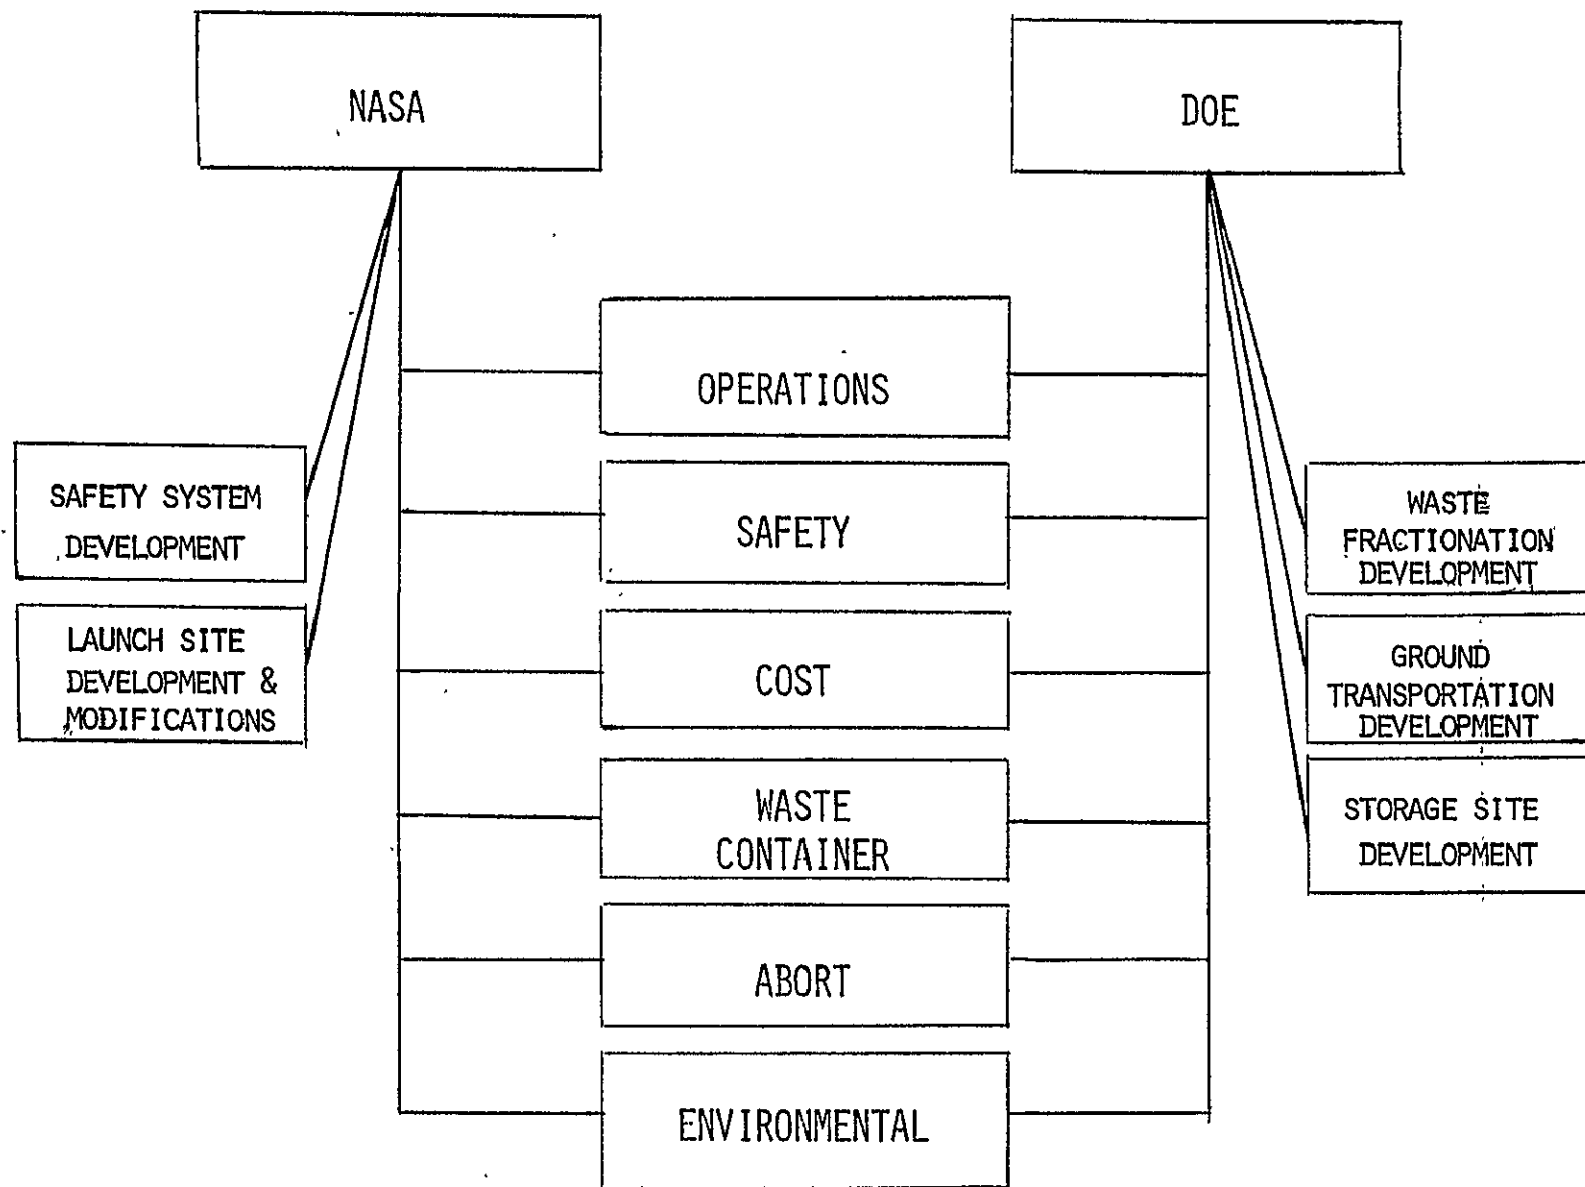 NASA
DOE
OPERATIONS
SAFETY
COST
WASTE
CONTAINER
ABORT
ENVIRONMENTAL
SAFETY SYSTEM
DEVELOPMENT
LAUNCH SITE
DEVELOPMENT &
MODIFICATIONS
WASTE
FRACTIONATION
DEVELOPMENT
GROUND
TRANSPORTATION
DEVELOPMENT
STORAGE SITE
DEVELOPMENT